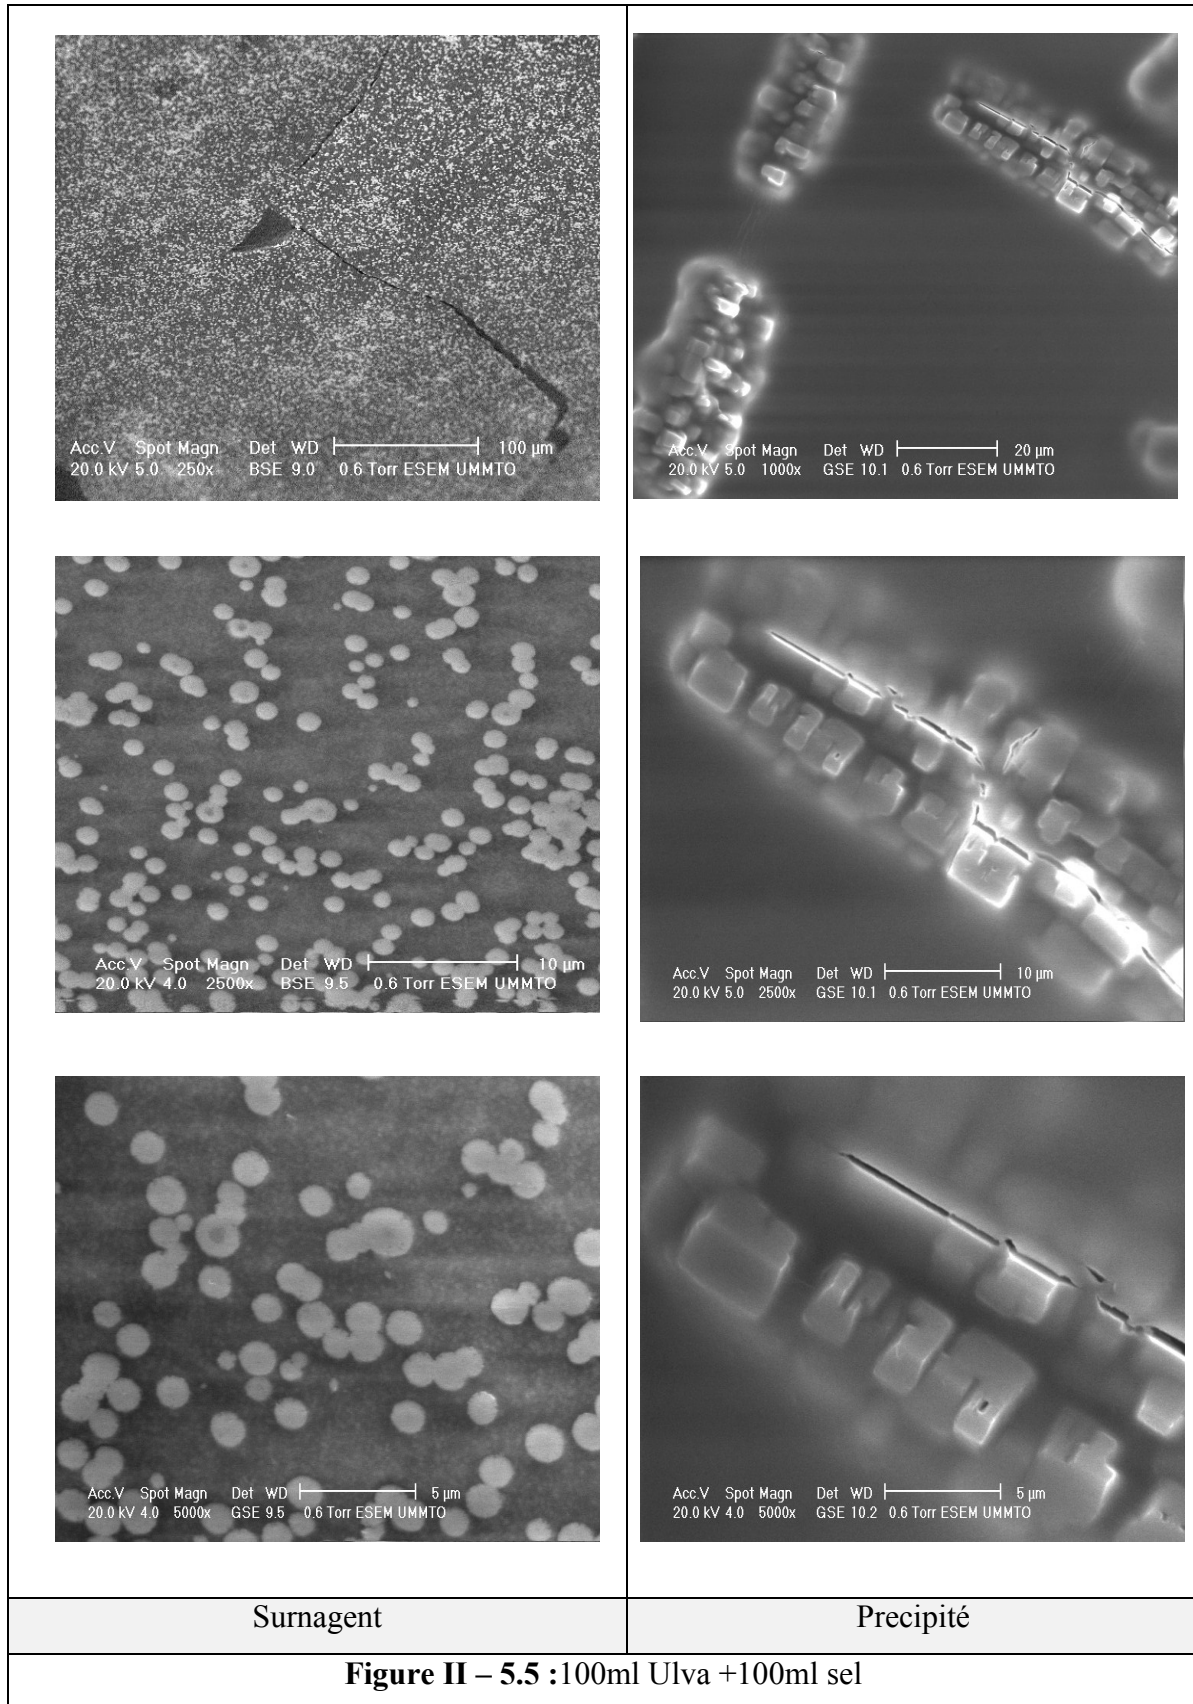 Acc.V Spot Magn Det WD 100 µm
20.0 kV 5.0 250x BSE 9.0 0.6 Torr ESEM UMMTO
Acc.V Spot Magn Det WD 20 µm
20.0 kV 5.0 1000x GSE 10.1 0.6 Torr ESEM UMMTO
Acc.V Spot Magn Det WD 10 µm
20.0 kV 4.0 2500x BSE 9.5 0.6 Torr ESEM UMMTO
Acc.V Spot Magn Det WD 10 µm
20.0 kV 5.0 2500x GSE 10.1 0.6 Torr ESEM UMMTO
Acc.V Spot Magn Det WD 5 µm
20.0 kV 4.0 5000x GSE 9.5 0.6 Torr ESEM UMMTO
Acc.V Spot Magn Det WD 5 µm
20.0 kV 4.0 5000x GSE 10.2 0.6 Torr ESEM UMMTO
Surnagent
Precipité
Figure II – 5.5 :100ml Ulva +100ml sel